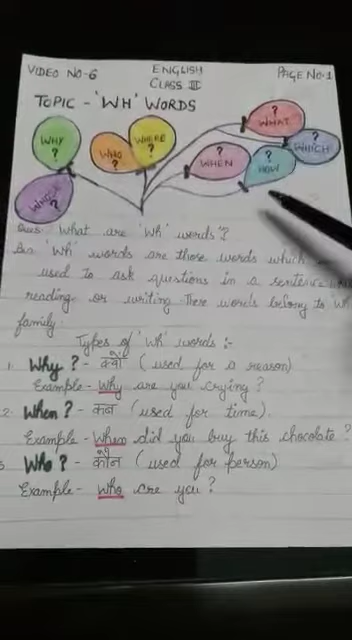 VIDEO NO-6 ENGLISH PAGE NO.1
CLASS III
TOPIC - 'WH' WORDS
WHY ?
WHO ?
WHERE ?
WHEN ?
WHAT ?
HOW ?
WHICH ?
WHOSE ?
Ques- What are 'Wh' words?
Ans- 'Wh' words are those words which
used to ask questions in a sentence
reading or writing These words belong to 'Wh'
family.
Types of 'Wh' words :-
1. Why ? - क्यों (used for a reason)
Example - Why are you crying ?
2. When ? - कब (used for time).
Example - When did you buy this chocolate ?
3. Who ? - कौन (used for person)
Example - Who are you ?